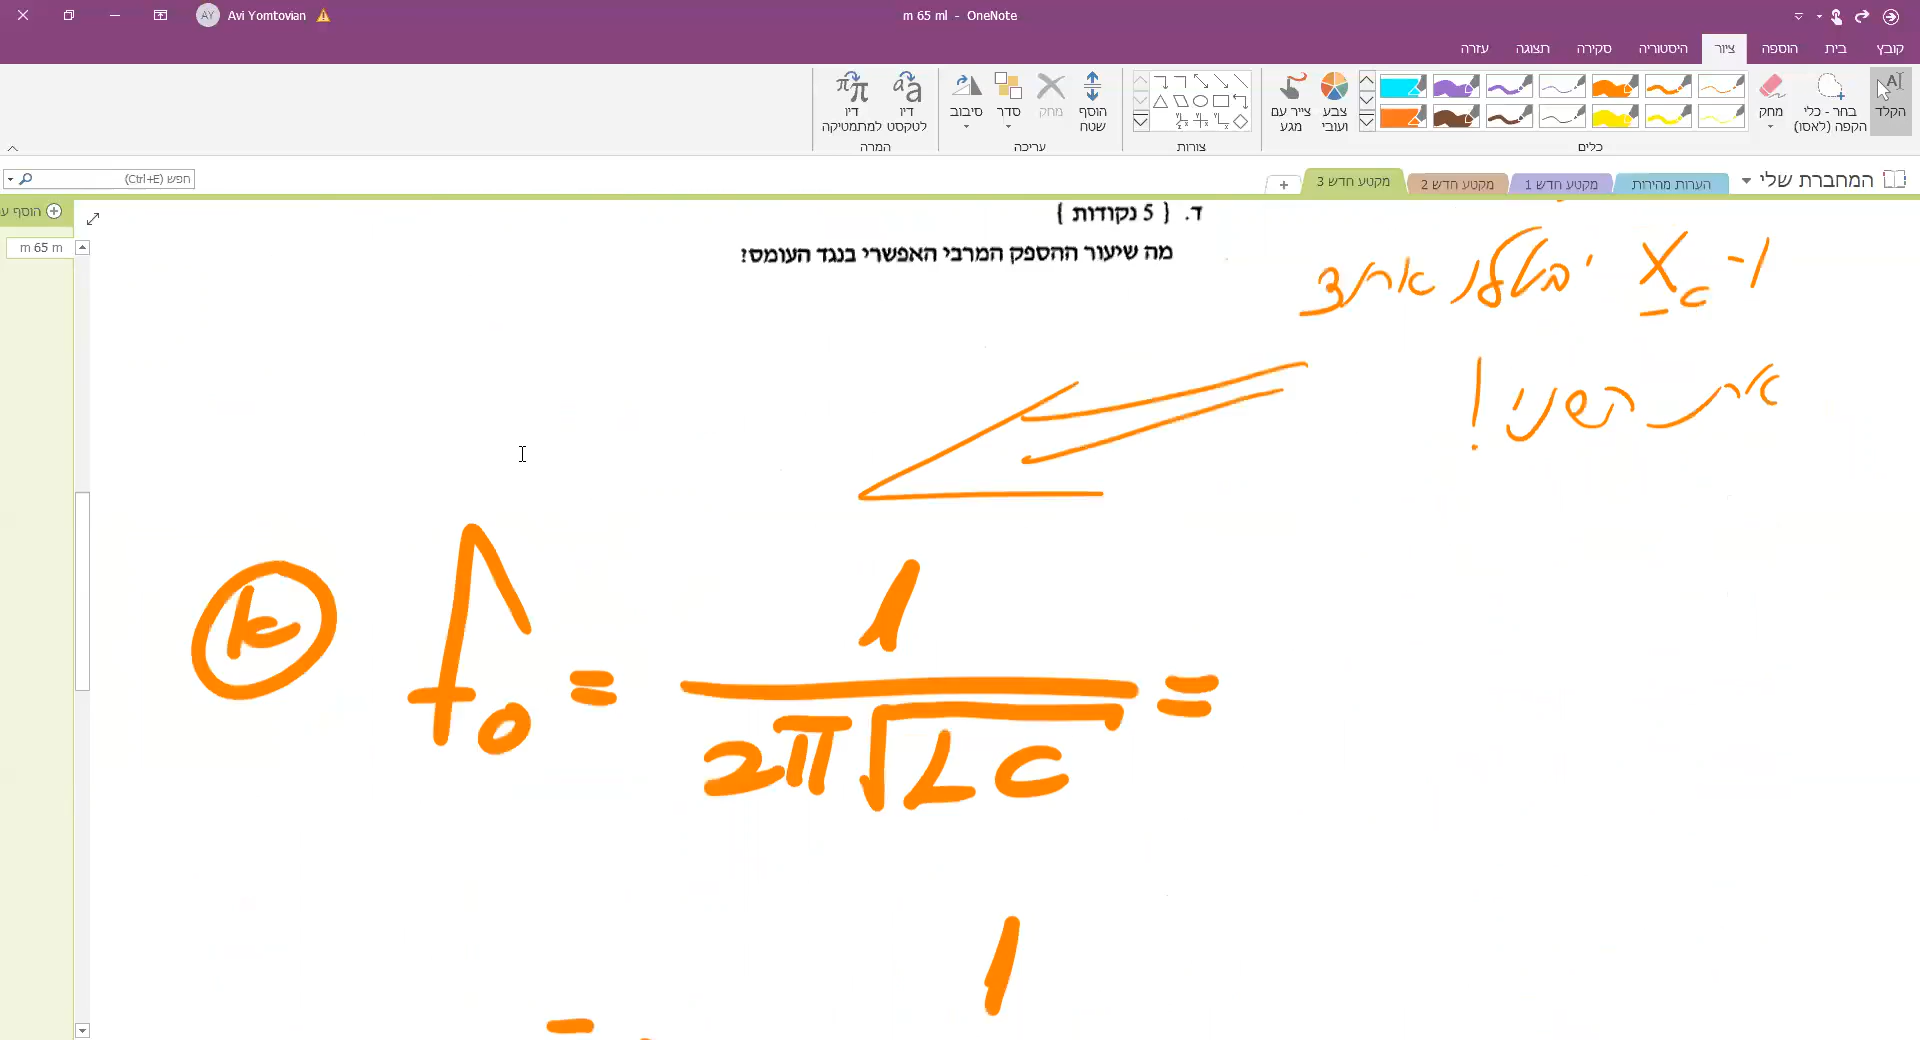 Avi Yomtovian AY
m 65 ml - OneNote
קובץ בית הוספה ציור היסטוריה סקירה תצוגה עזרה
הקלד
בחר - כלי הקפה (לאסו)
מחק
כלים
צייר עם מגע
צבע ועובי
צורות
הוסף שטח
מחק
סדר
סיבוב
עריכה
דיו לטקסט
דיו למתמטיקה
המרה
המחברת שלי
הערות מהירות
מקטע חדש 1
מקטע חדש 2
מקטע חדש 3
+
חפש (Ctrl+E)
הוסף
m 65 m
ד. { 5 נקודות }
מה שיעור ההספק המרבי האפשרי בנגד העומס?
ו- Xc יבטלו אחד
את השני!
א
f₀ = 1 / 2π√LC =
1
=